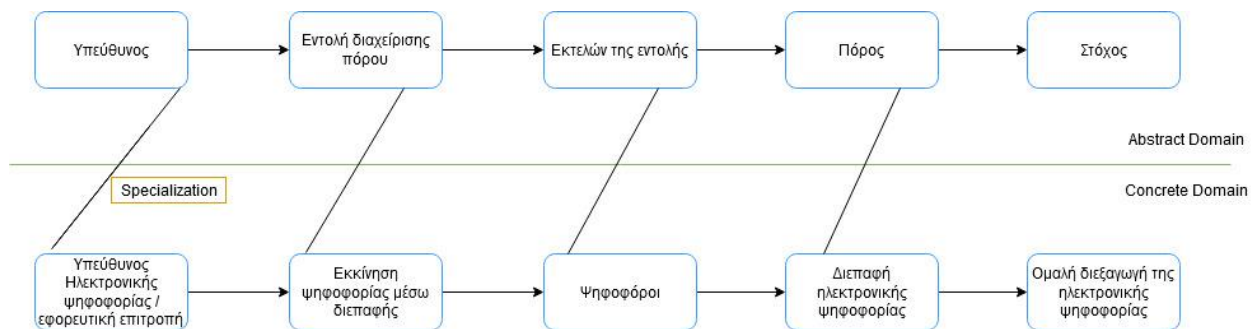 Υπεύθυνος
Εντολή διαχείρισης
πόρου
Εκτελών της εντολής
Πόρος
Στόχος
Abstract Domain
Specialization
Concrete Domain
Υπεύθυνος
Ηλεκτρονικής
ψηφοφορίας /
εφορευτική επιτροπή
Εκκίνηση
ψηφοφορίας μέσω
διεπαφής
Ψηφοφόροι
Διεπαφή
ηλεκτρονικής
ψηφοφορίας
Ομαλή διεξαγωγή της
ηλεκτρονικής
ψηφοφορίας